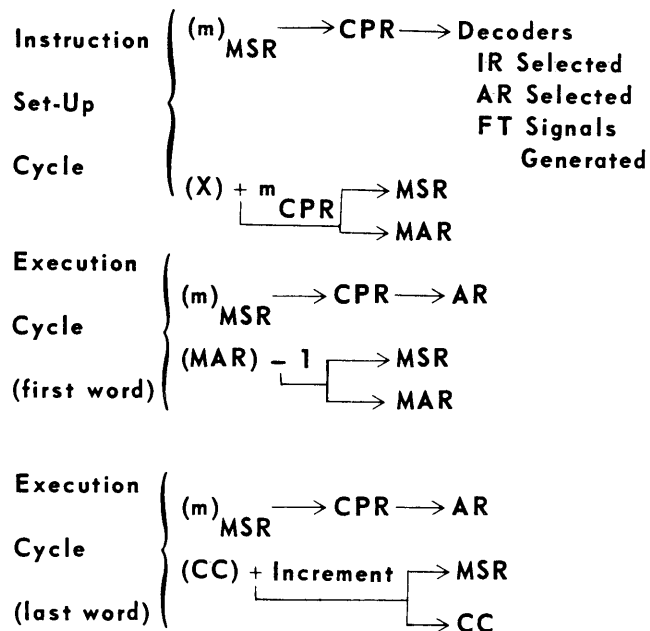 Instruction Set-Up Cycle
(m)MSR → CPR → Decoders
IR Selected
AR Selected
FT Signals
Generated
(X) + m CPR → MSR
→ MAR
Execution Cycle (first word)
(m)MSR → CPR → AR
(MAR) – 1 → MSR
→ MAR
Execution Cycle (last word)
(m)MSR → CPR → AR
(CC) + Increment → MSR
→ CC